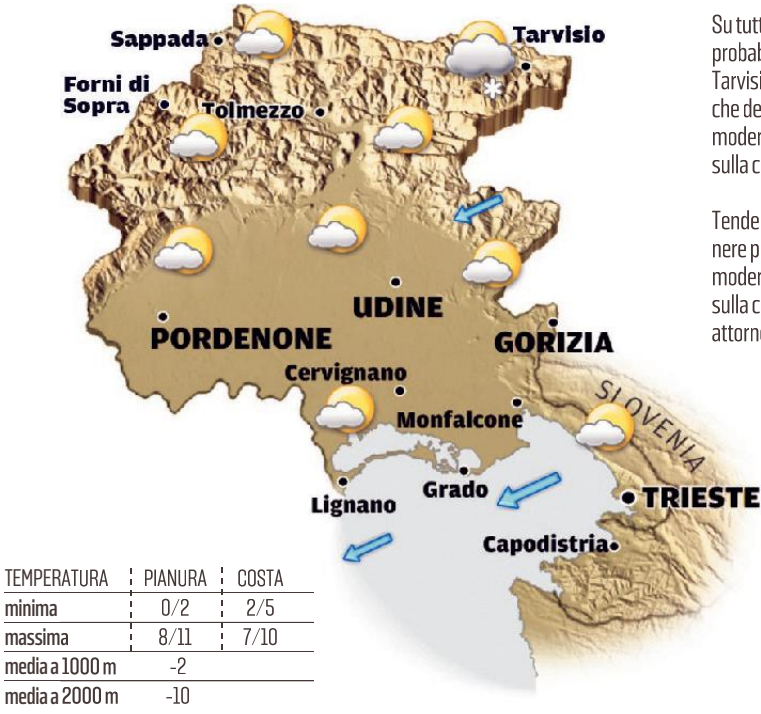 Sappada
Tarvisio
Forni di
Sopra
Tolmezzo
UDINE
PORDENONE
GORIZIA
Cervignano
Monfalcone
SLOVENIA
Lignano
Grado
TRIESTE
Capodistria
TEMPERATURA PIANURA COSTA
minima 0/2 2/5
massima 8/11 7/10
media a 1000 m -2
media a 2000 m -10
Su tutt
probab
Tarvisi
che de
moder
sulla c
Tende
nere p
moder
sulla c
attorno